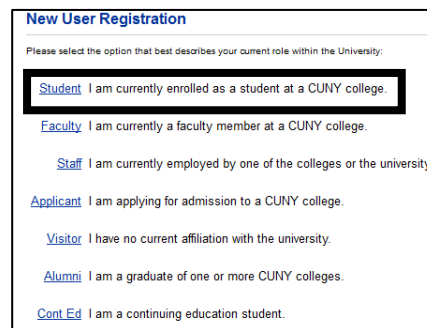 New User Registration
Please select the option that best describes your current role within the University:
Student I am currently enrolled as a student at a CUNY college.
Faculty I am currently a faculty member at a CUNY college.
Staff I am currently employed by one of the colleges or the university
Applicant I am applying for admission to a CUNY college.
Visitor I have no current affiliation with the university.
Alumni I am a graduate of one or more CUNY colleges.
Cont Ed I am a continuing education student.